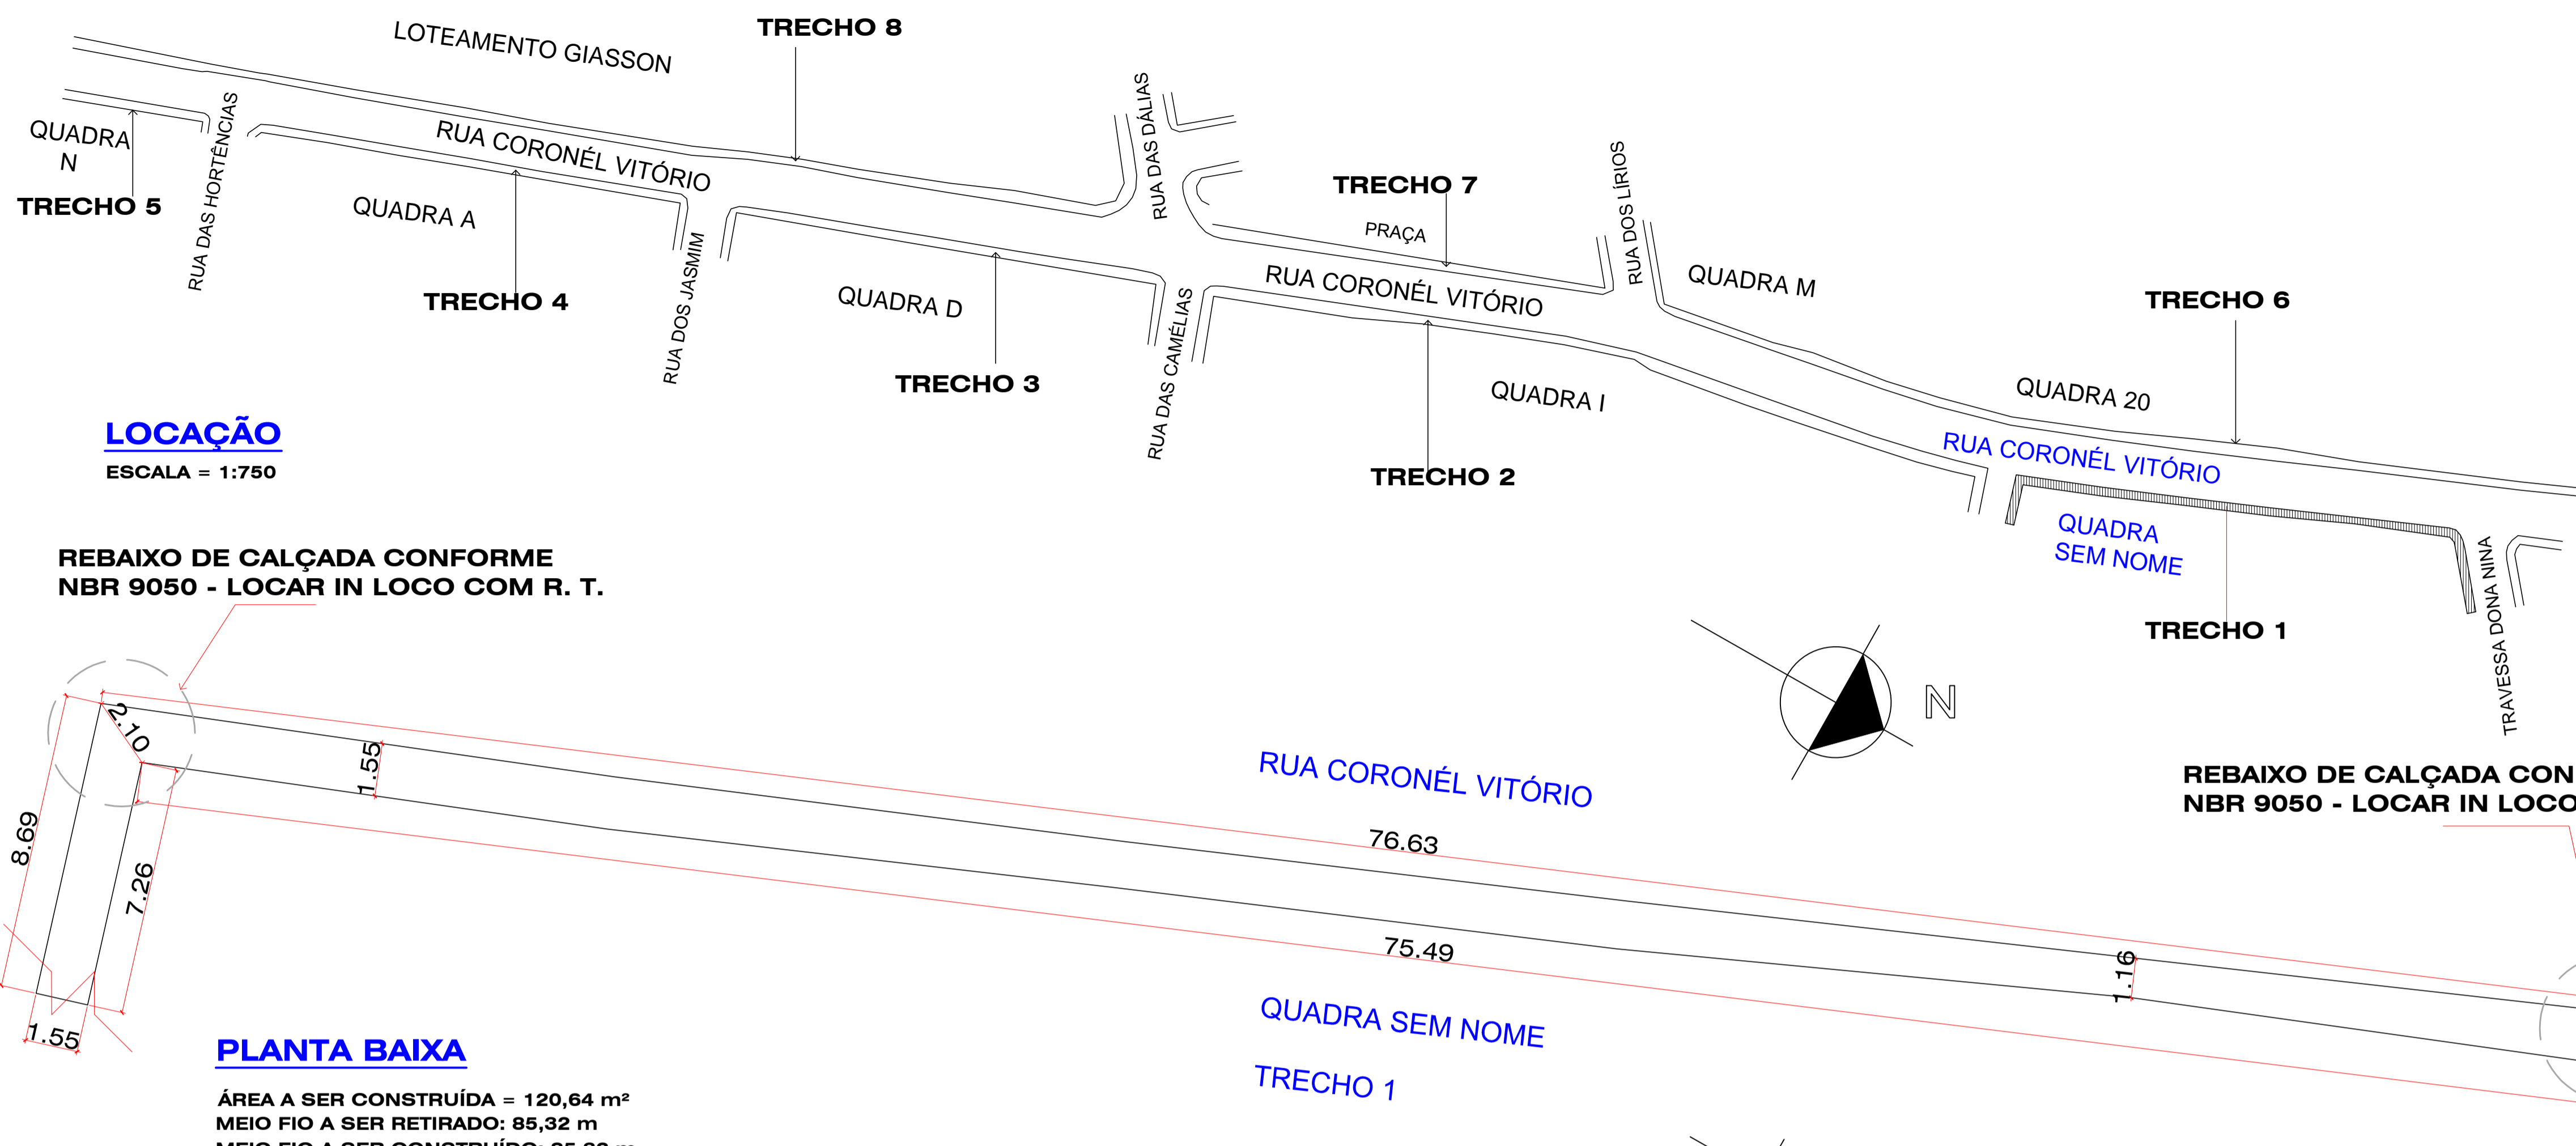 LOTEAMENTO GIASSON
TRECHO 8
RUA CORONÉL VITÓRIO
QUADRA
N
TRECHO 5
RUA DAS HORTÊNCIAS
QUADRA A
TRECHO 4
RUA DOS JASMIM
QUADRA D
TRECHO 3
RUA DAS DÁLIAS
RUA DAS CAMÉLIAS
TRECHO 7
PRAÇA
RUA CORONÉL VITÓRIO
TRECHO 2
QUADRA I
RUA DOS LÍRIOS
QUADRA M
TRECHO 6
QUADRA 20
RUA CORONÉL VITÓRIO
QUADRA
SEM NOME
TRECHO 1
TRAVESSA DONA NINA
LOCAÇÃO
ESCALA = 1:750
REBAIXO DE CALÇADA CONFORME
NBR 9050 - LOCAR IN LOCO COM R. T.
N
REBAIXO DE CALÇADA CON
NBR 9050 - LOCAR IN LOCO
2.10
1.55
8.69
7.26
1.55
RUA CORONÉL VITÓRIO
76.63
75.49
1.16
QUADRA SEM NOME
TRECHO 1
PLANTA BAIXA
ÁREA A SER CONSTRUÍDA = 120,64 m²
MEIO FIO A SER RETIRADO: 85,32 m